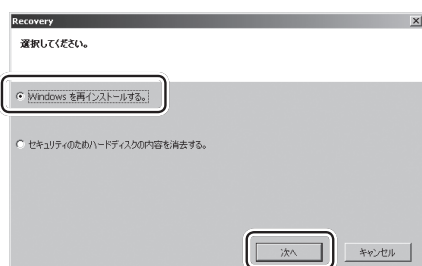 Recovery
選択してください。
Windows を再インストールする。
セキュリティのためハードディスクの内容を消去する。
次へ
キャンセル